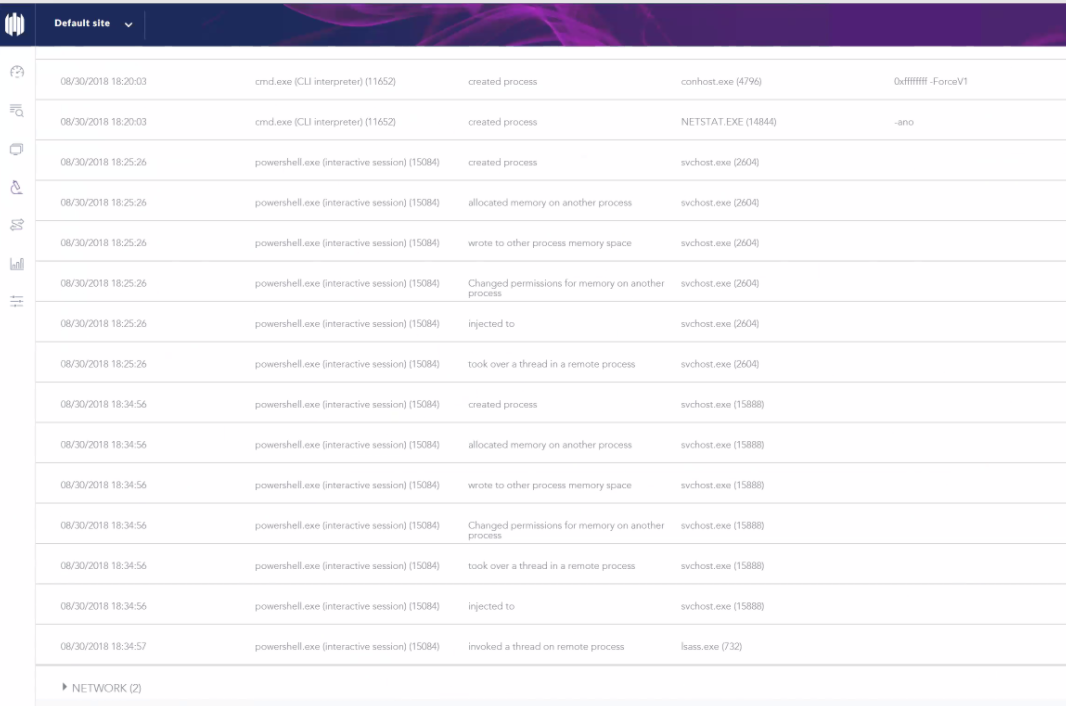 Default site
08/30/2018 18:20:03 cmd.exe (CLI interpreter) (11652) created process conhost.exe (4796) 0xffffffff -ForceV1
08/30/2018 18:20:03 cmd.exe (CLI interpreter) (11652) created process NETSTAT.EXE (14844) -ano
08/30/2018 18:25:26 powershell.exe (interactive session) (15084) created process svchost.exe (2604)
08/30/2018 18:25:26 powershell.exe (interactive session) (15084) allocated memory on another process svchost.exe (2604)
08/30/2018 18:25:26 powershell.exe (interactive session) (15084) wrote to other process memory space svchost.exe (2604)
08/30/2018 18:25:26 powershell.exe (interactive session) (15084) Changed permissions for memory on another svchost.exe (2604)
process
08/30/2018 18:25:26 powershell.exe (interactive session) (15084) injected to svchost.exe (2604)
08/30/2018 18:25:26 powershell.exe (interactive session) (15084) took over a thread in a remote process svchost.exe (2604)
08/30/2018 18:34:56 powershell.exe (interactive session) (15084) created process svchost.exe (15888)
08/30/2018 18:34:56 powershell.exe (interactive session) (15084) allocated memory on another process svchost.exe (15888)
08/30/2018 18:34:56 powershell.exe (interactive session) (15084) wrote to other process memory space svchost.exe (15888)
08/30/2018 18:34:56 powershell.exe (interactive session) (15084) Changed permissions for memory on another svchost.exe (15888)
process
08/30/2018 18:34:56 powershell.exe (interactive session) (15084) took over a thread in a remote process svchost.exe (15888)
08/30/2018 18:34:56 powershell.exe (interactive session) (15084) injected to svchost.exe (15888)
08/30/2018 18:34:57 powershell.exe (interactive session) (15084) invoked a thread on remote process lsass.exe (732)
NETWORK (2)